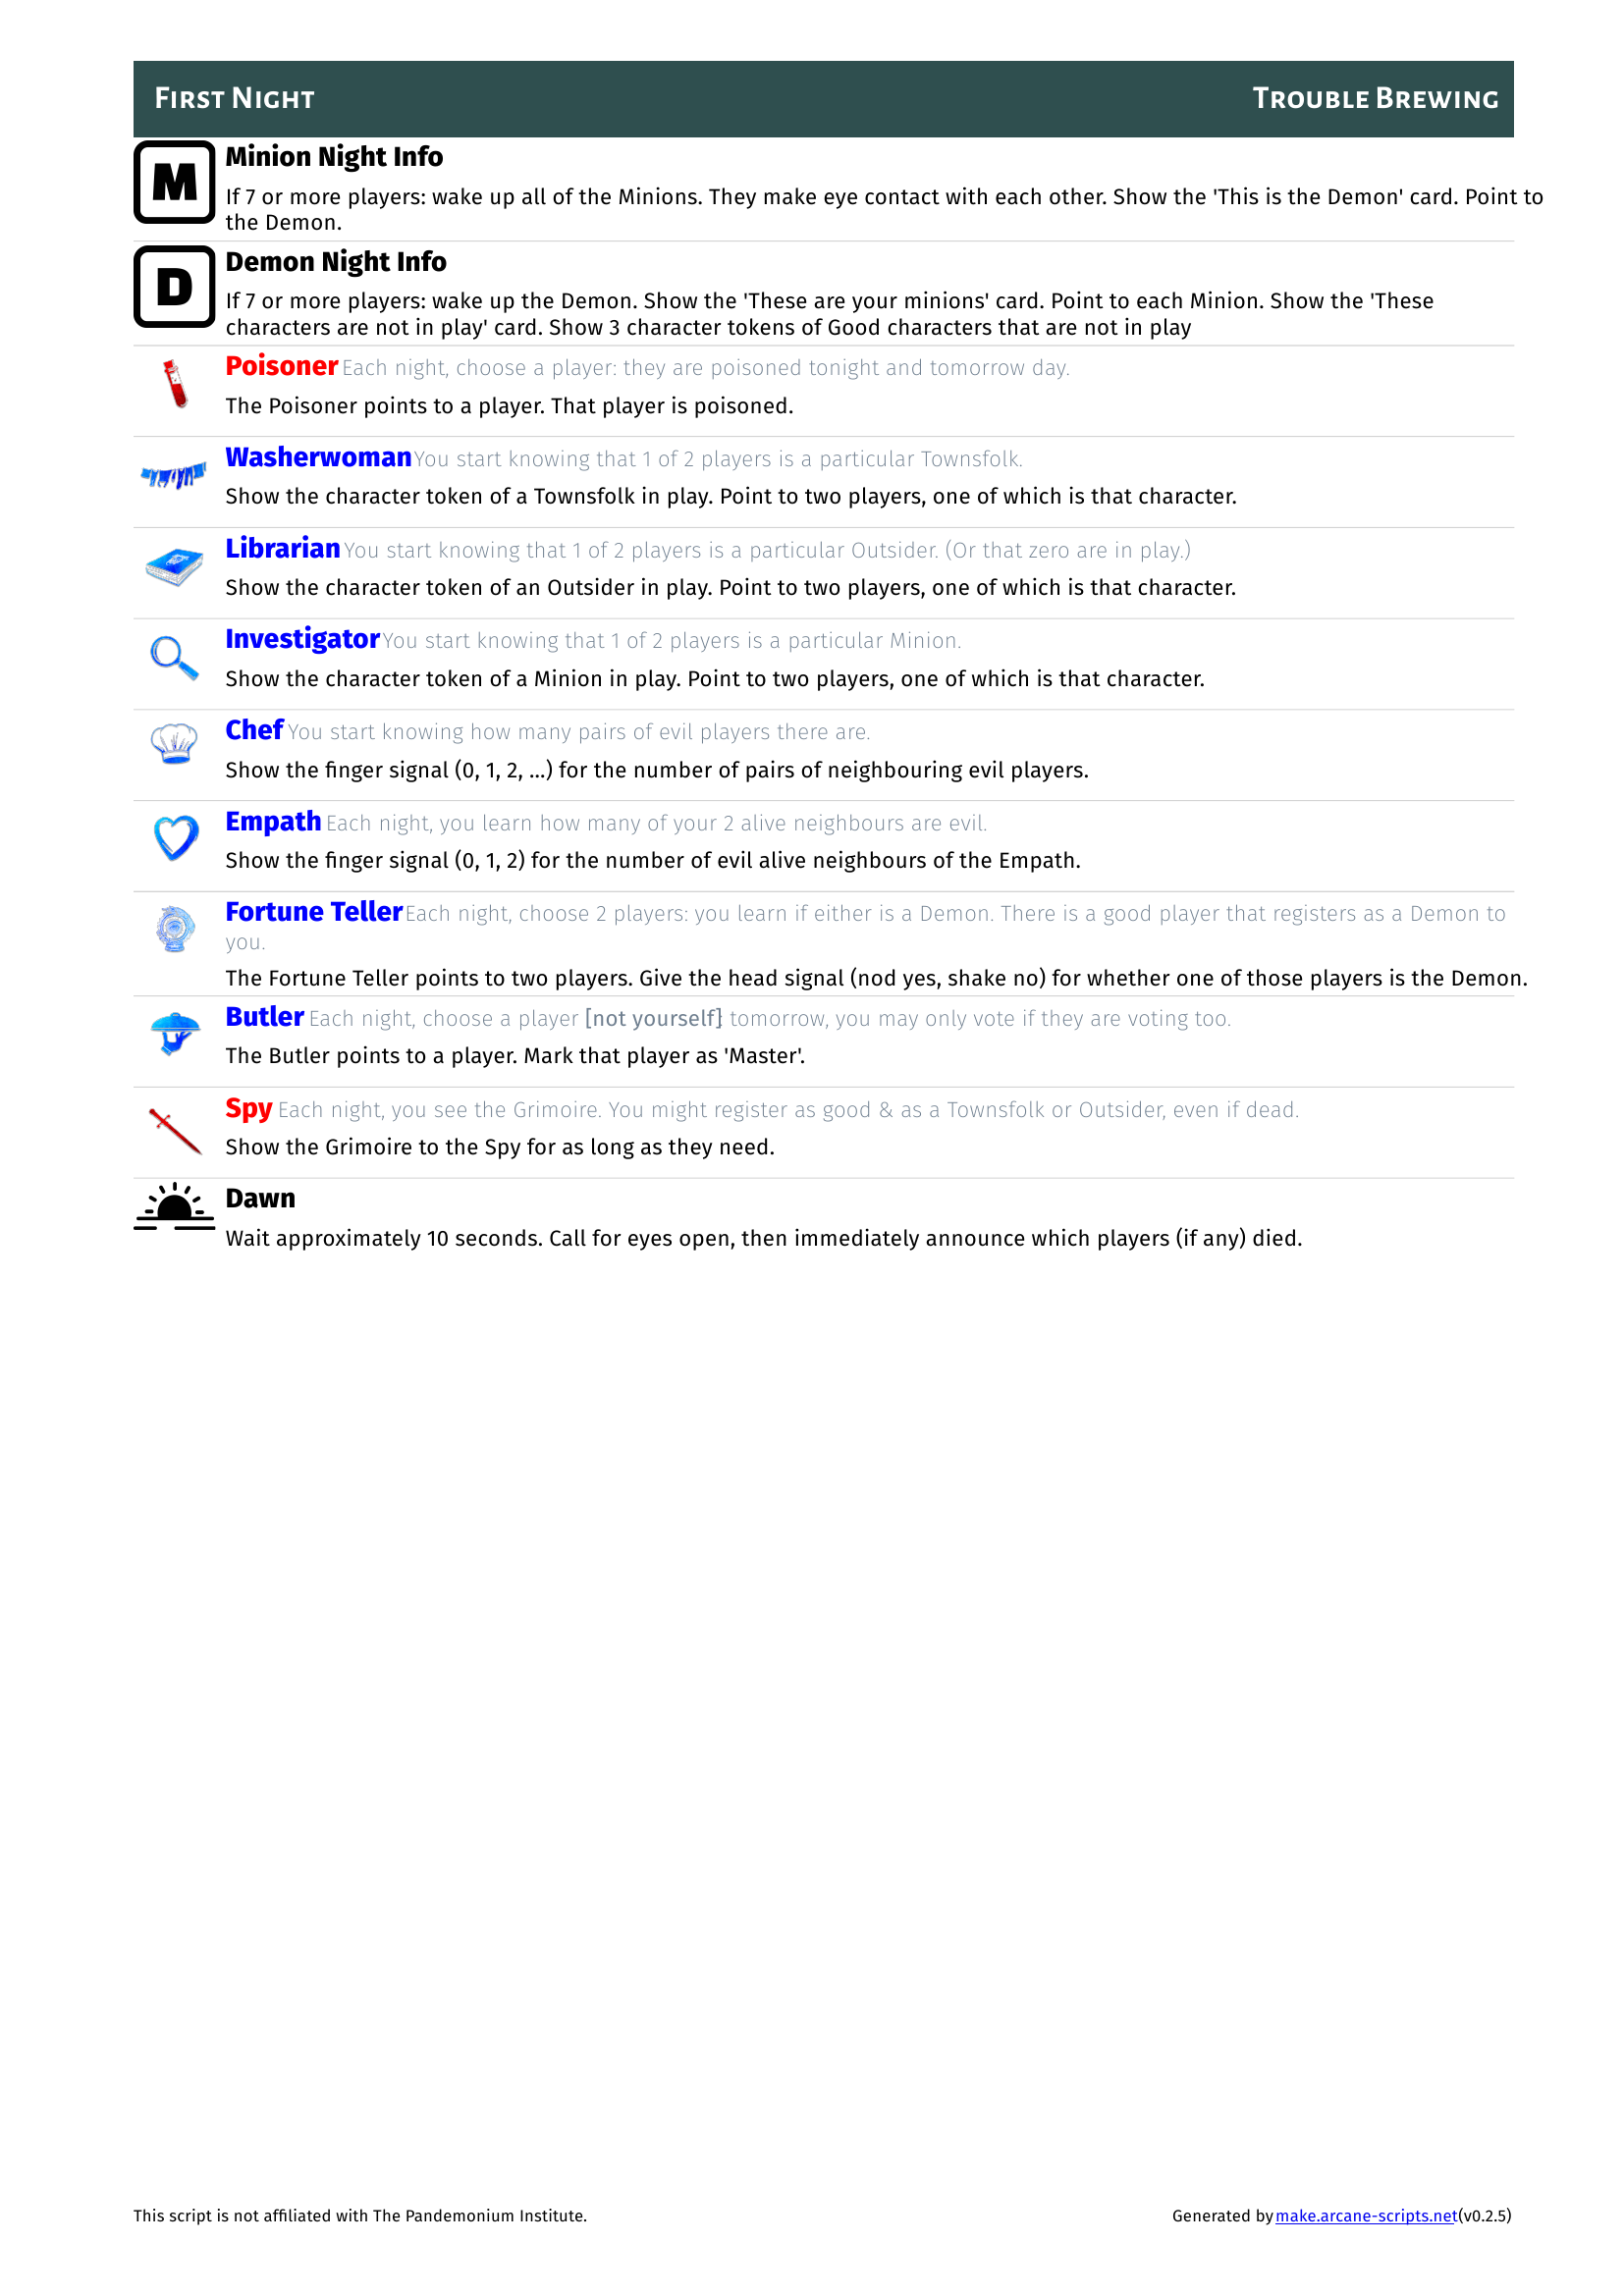 First Night
Trouble Brewing
M
Minion Night Info
If 7 or more players: wake up all of the Minions. They make eye contact with each other. Show the 'This is the Demon' card. Point to
the Demon.
D
Demon Night Info
If 7 or more players: wake up the Demon. Show the 'These are your minions' card. Point to each Minion. Show the 'These
characters are not in play' card. Show 3 character tokens of Good characters that are not in play
Poisoner Each night, choose a player: they are poisoned tonight and tomorrow day.
The Poisoner points to a player. That player is poisoned.
Washerwoman You start knowing that 1 of 2 players is a particular Townsfolk.
Show the character token of a Townsfolk in play. Point to two players, one of which is that character.
Librarian You start knowing that 1 of 2 players is a particular Outsider. (Or that zero are in play.)
Show the character token of an Outsider in play. Point to two players, one of which is that character.
Investigator You start knowing that 1 of 2 players is a particular Minion.
Show the character token of a Minion in play. Point to two players, one of which is that character.
Chef You start knowing how many pairs of evil players there are.
Show the finger signal (0, 1, 2, ...) for the number of pairs of neighbouring evil players.
Empath Each night, you learn how many of your 2 alive neighbours are evil.
Show the finger signal (0, 1, 2) for the number of evil alive neighbours of the Empath.
Fortune Teller Each night, choose 2 players: you learn if either is a Demon. There is a good player that registers as a Demon to
you.
The Fortune Teller points to two players. Give the head signal (nod yes, shake no) for whether one of those players is the Demon.
Butler Each night, choose a player [not yourself]: tomorrow, you may only vote if they are voting too.
The Butler points to a player. Mark that player as 'Master'.
Spy Each night, you see the Grimoire. You might register as good & as a Townsfolk or Outsider, even if dead.
Show the Grimoire to the Spy for as long as they need.
Dawn
Wait approximately 10 seconds. Call for eyes open, then immediately announce which players (if any) died.
This script is not affiliated with The Pandemonium Institute.
Generated by make.arcane-scripts.net (v0.2.5)